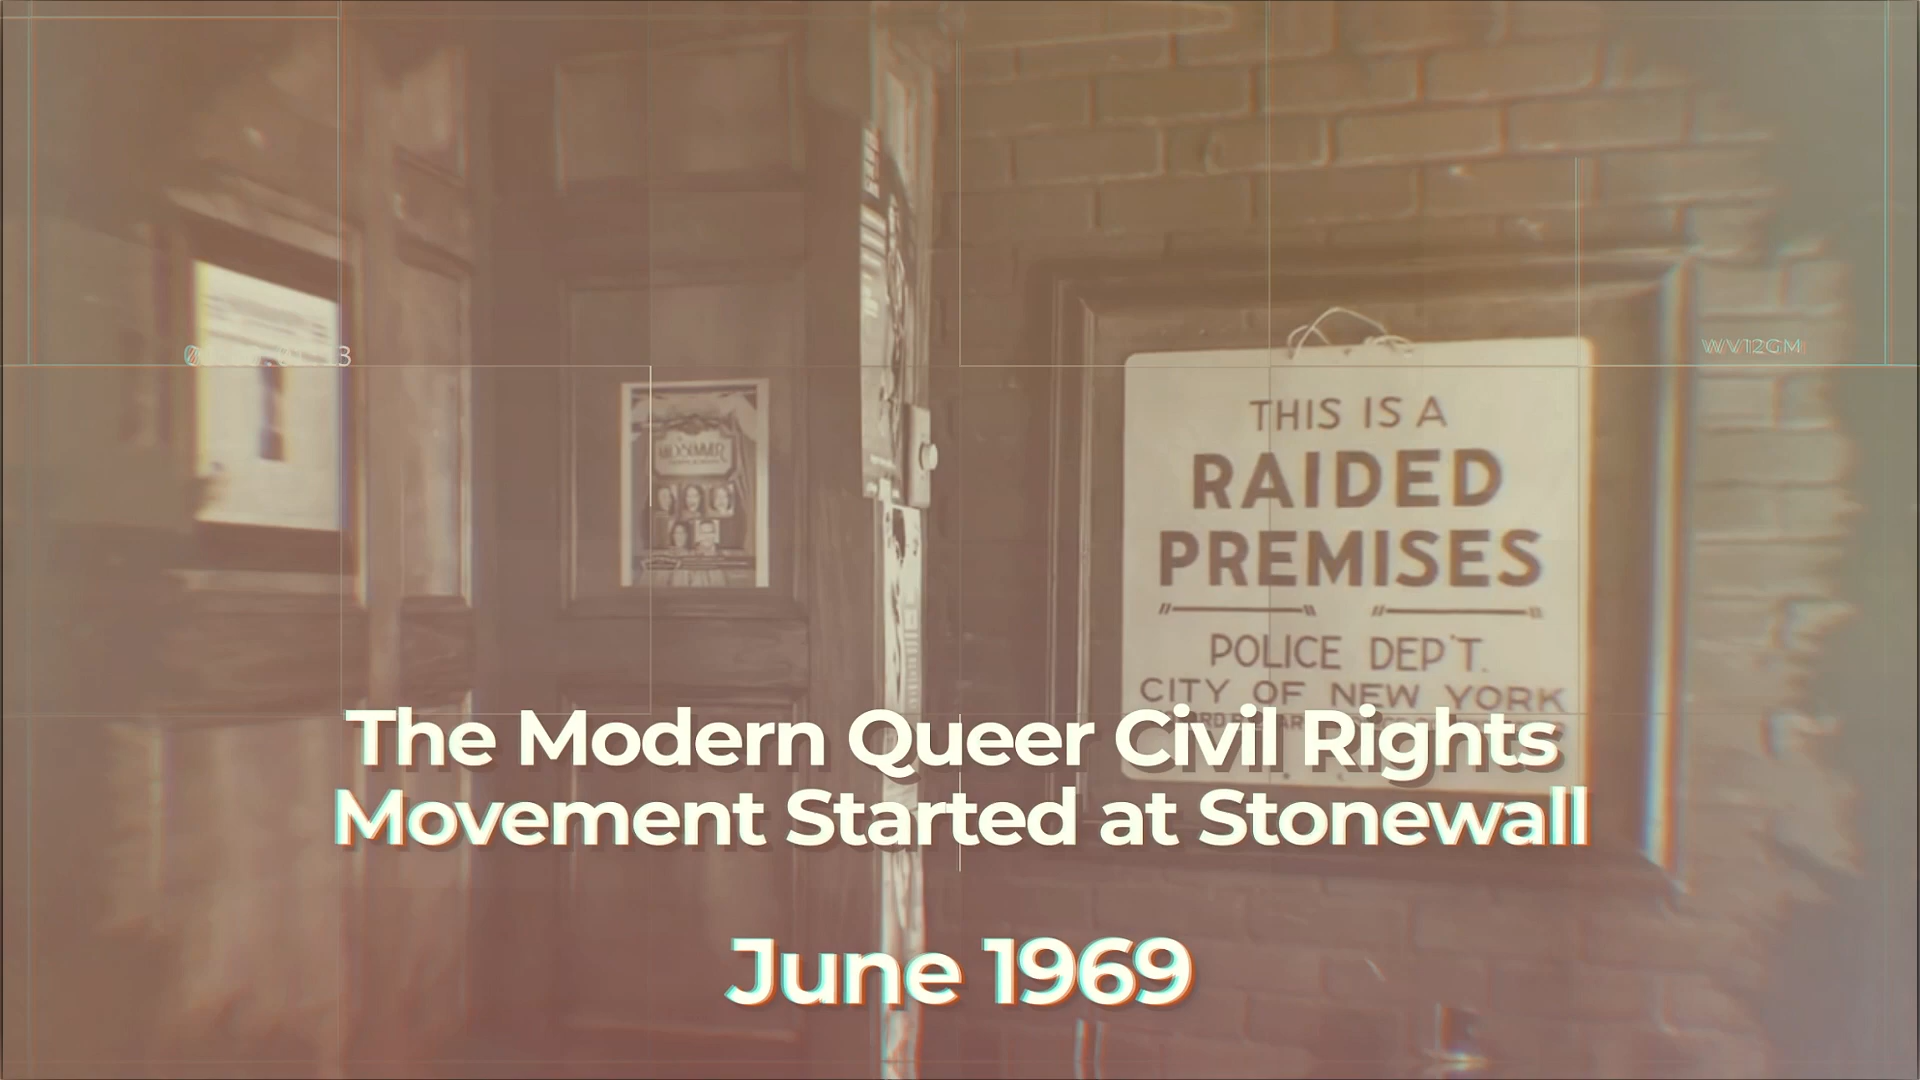 WV12GM
THIS IS A
RAIDED
PREMISES
POLICE DEP'T.
CITY OF NEW YORK
The Modern Queer Civil Rights
Movement Started at Stonewall
June 1969